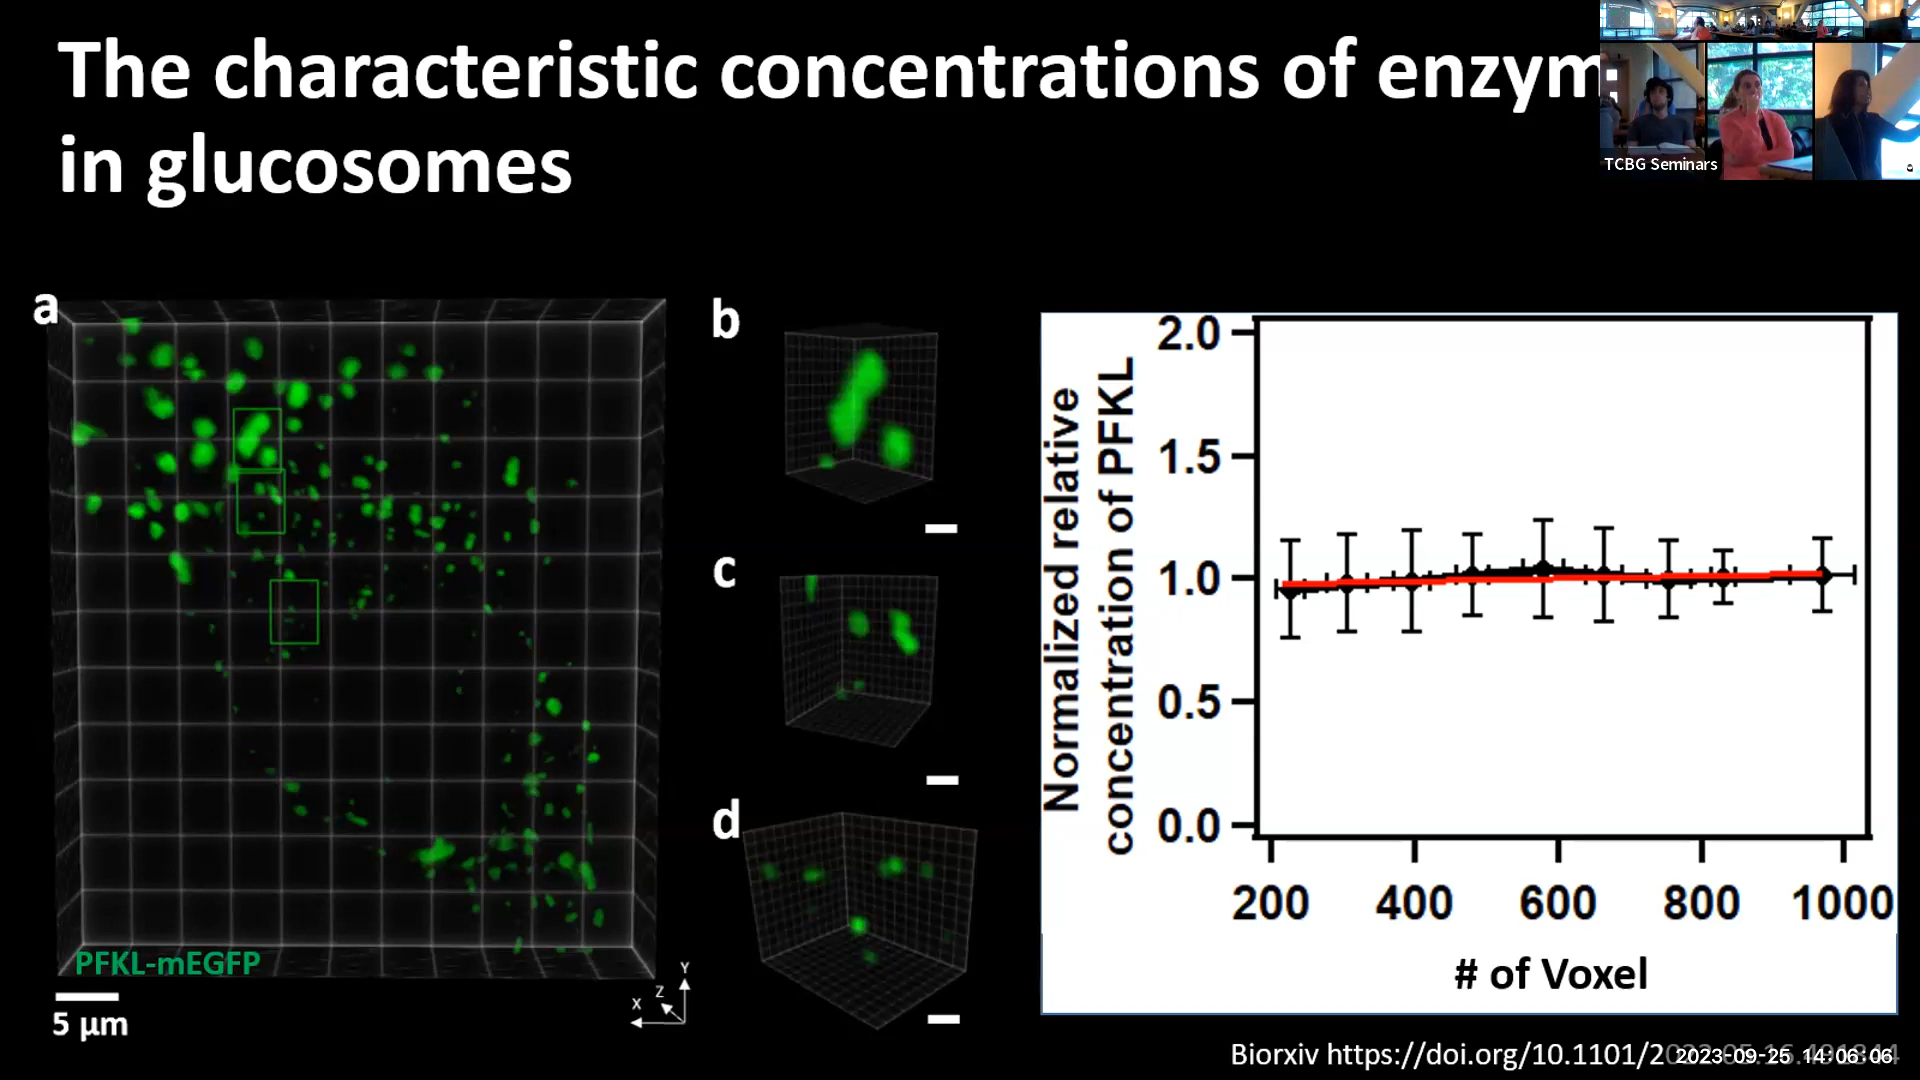 The characteristic concentrations of enzym
in glucosomes
TCBG Seminars
a
b
c
d
PFKL-mEGFP
5 μm
X
Z
Y
Normalized relative
concentration of PFKL
2.0
1.5
1.0
0.5
0.0
200 400 600 800 1000
# of Voxel
Biorxiv https://doi.org/10.1101/2
2023-09-25 14:06:06